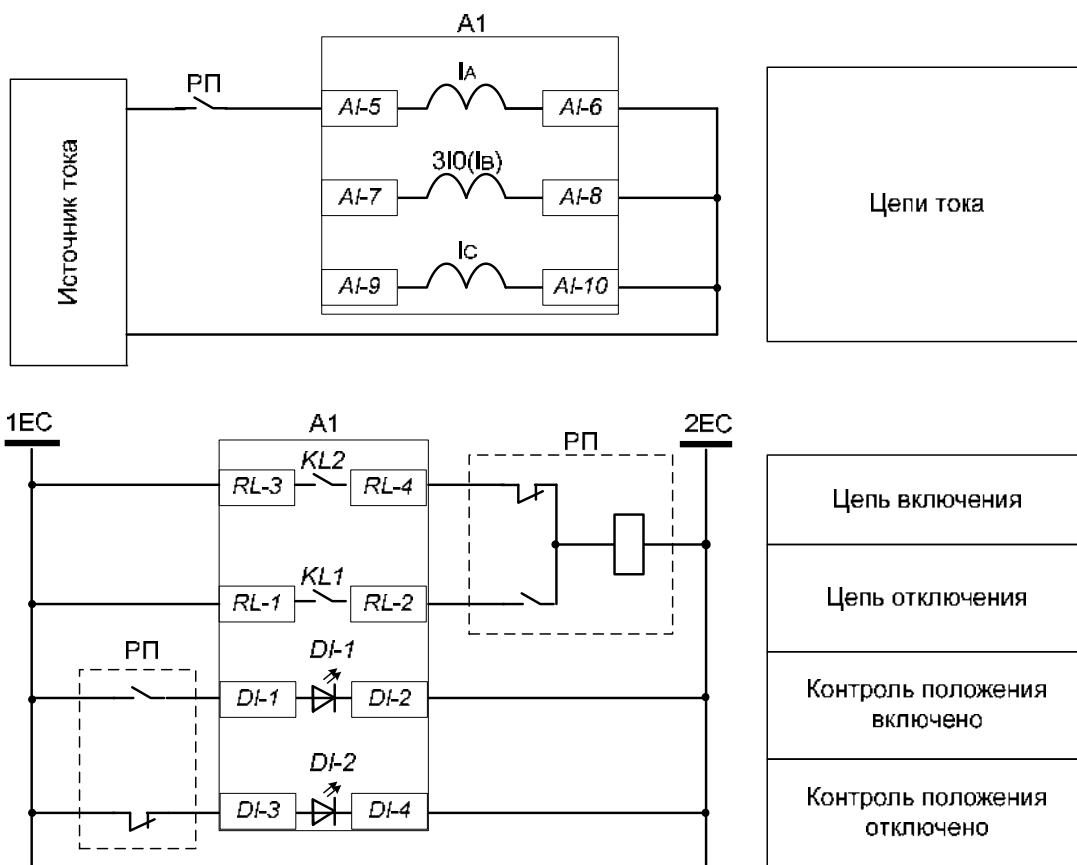 A1
РП
IA
AI-5
AI-6
3I0(IB)
AI-7
AI-8
IC
AI-9
AI-10
Источник тока
Цепи тока
1EC
A1
2EC
РП
KL2
RL-3
RL-4
Цепь включения
KL1
RL-1
RL-2
Цепь отключения
РП
DI-1
DI-1
DI-2
Контроль положения
включено
DI-2
DI-3
DI-4
Контроль положения
отключено